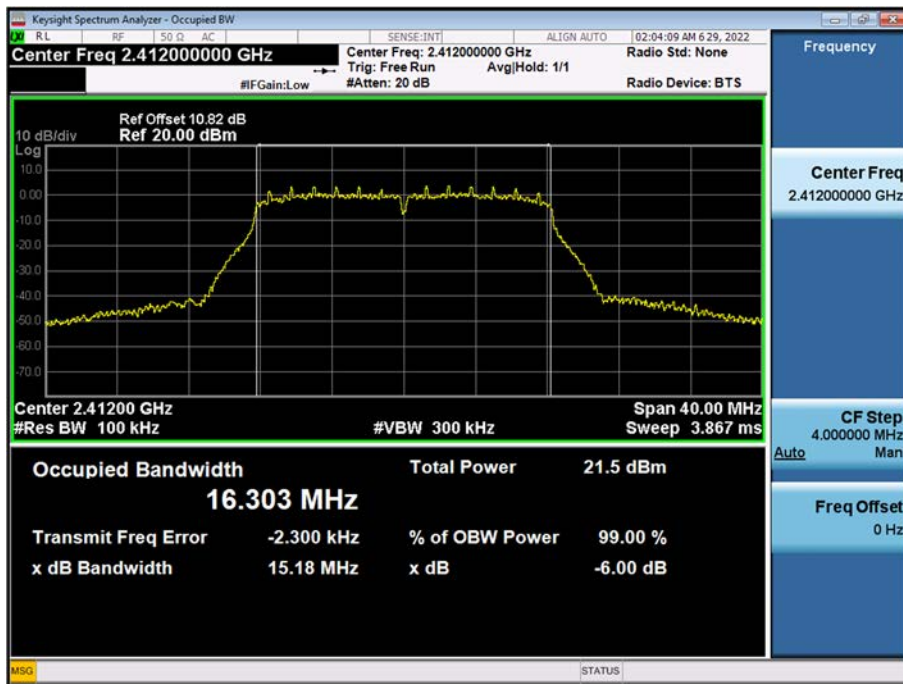 Keysight Spectrum Analyzer - Occupied BW
RL RF 50 Ω AC SENSE:INT ALIGN AUTO 02:04:09 AM 6 29, 2022
Center Freq 2.412000000 GHz
Center Freq: 2.412000000 GHz Radio Std: None
Trig: Free Run Avg|Hold: 1/1
#IFGain:Low #Atten: 20 dB Radio Device: BTS
Ref Offset 10.82 dB
10 dB/div Ref 20.00 dBm
Log
10.0
0.00
-10.0
-20.0
-30.0
-40.0
-50.0
-60.0
-70.0
Center 2.41200 GHz Span 40.00 MHz
#Res BW 100 kHz #VBW 300 kHz Sweep 3.867 ms
Occupied Bandwidth Total Power 21.5 dBm
16.303 MHz
Transmit Freq Error -2.300 kHz % of OBW Power 99.00 %
x dB Bandwidth 15.18 MHz x dB -6.00 dB
Frequency
Center Freq
2.412000000 GHz
CF Step
4.000000 MHz
Auto Man
Freq Offset
0 Hz
MSG STATUS